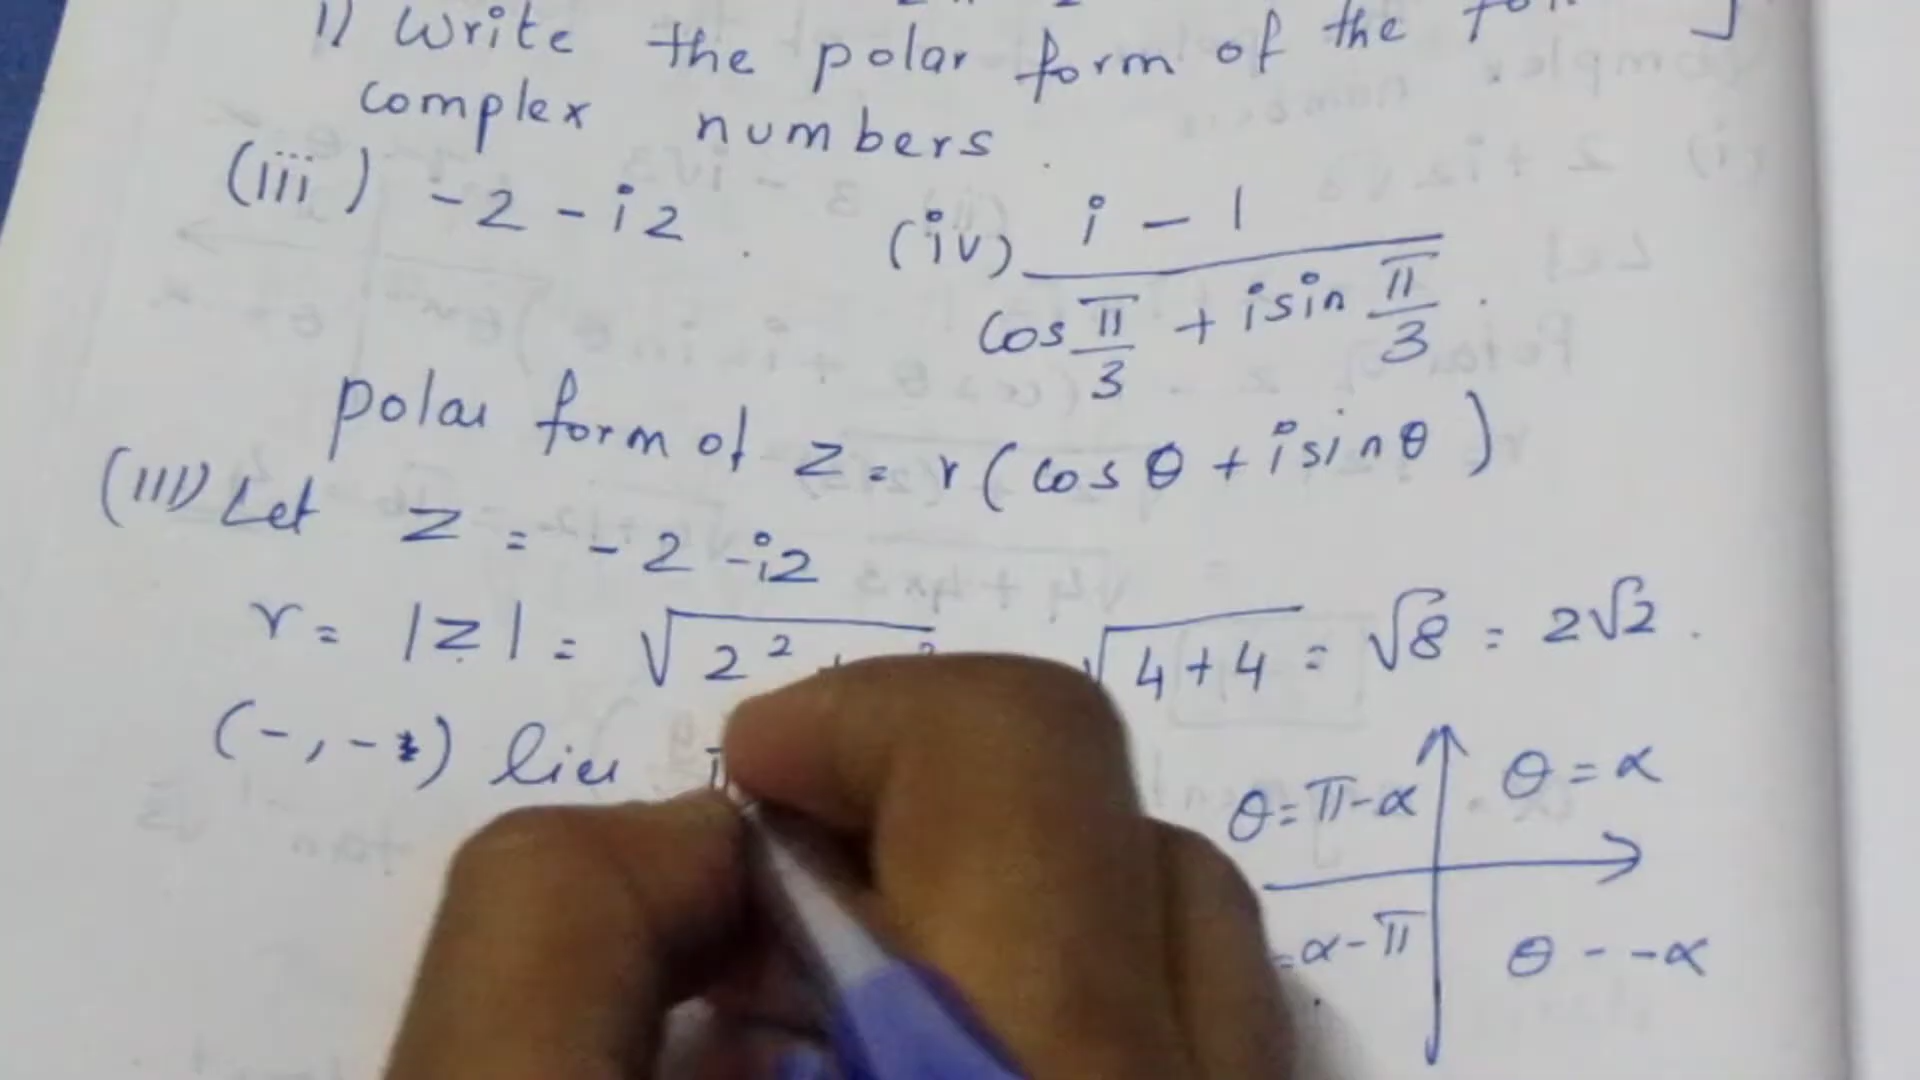 1) Write the polar form of the
complex numbers.
(iii) -2 - i2. (iv) i - 1 / cos π/3 + i sin π/3.
polar form of z = r(cos θ + i sin θ)
(III) Let z = -2 - i2
r = |z| = √2² √4+4 = √8 = 2√2.
(-, -) lies
θ = π - α θ = α
= α - π θ - - α